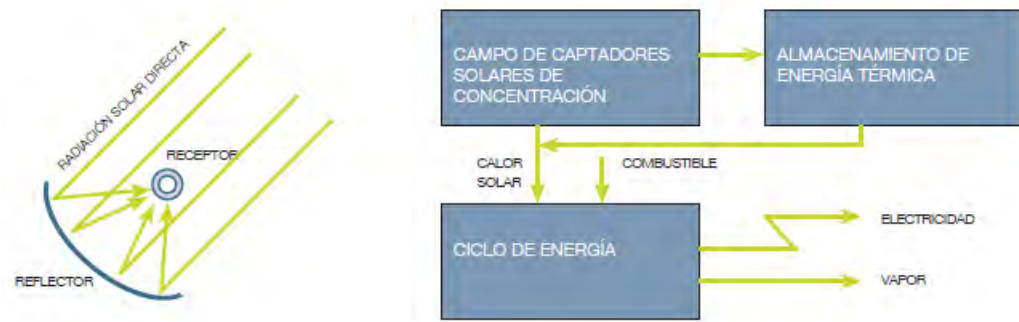 RADIACIÓN SOLAR DIRECTA
RECEPTOR
REFLECTOR
CAMPO DE CAPTADORES
SOLARES DE
CONCENTRACIÓN
ALMACENAMIENTO DE
ENERGÍA TÉRMICA
CALOR
SOLAR
COMBUSTIBLE
CICLO DE ENERGÍA
ELECTRICIDAD
VAPOR